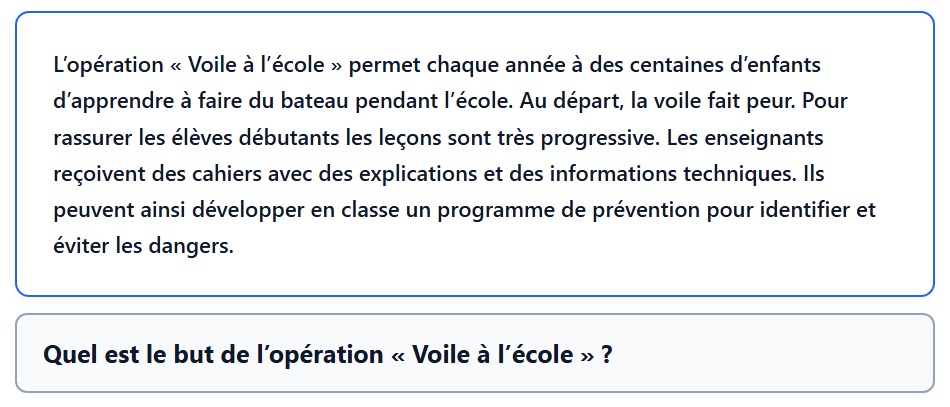 L’opération « Voile à l’école » permet chaque année à des centaines d’enfants
d’apprendre à faire du bateau pendant l’école. Au départ, la voile fait peur. Pour
rassurer les élèves débutants les leçons sont très progressive. Les enseignants
reçoivent des cahiers avec des explications et des informations techniques. Ils
peuvent ainsi développer en classe un programme de prévention pour identifier et
éviter les dangers.
Quel est le but de l’opération « Voile à l’école » ?